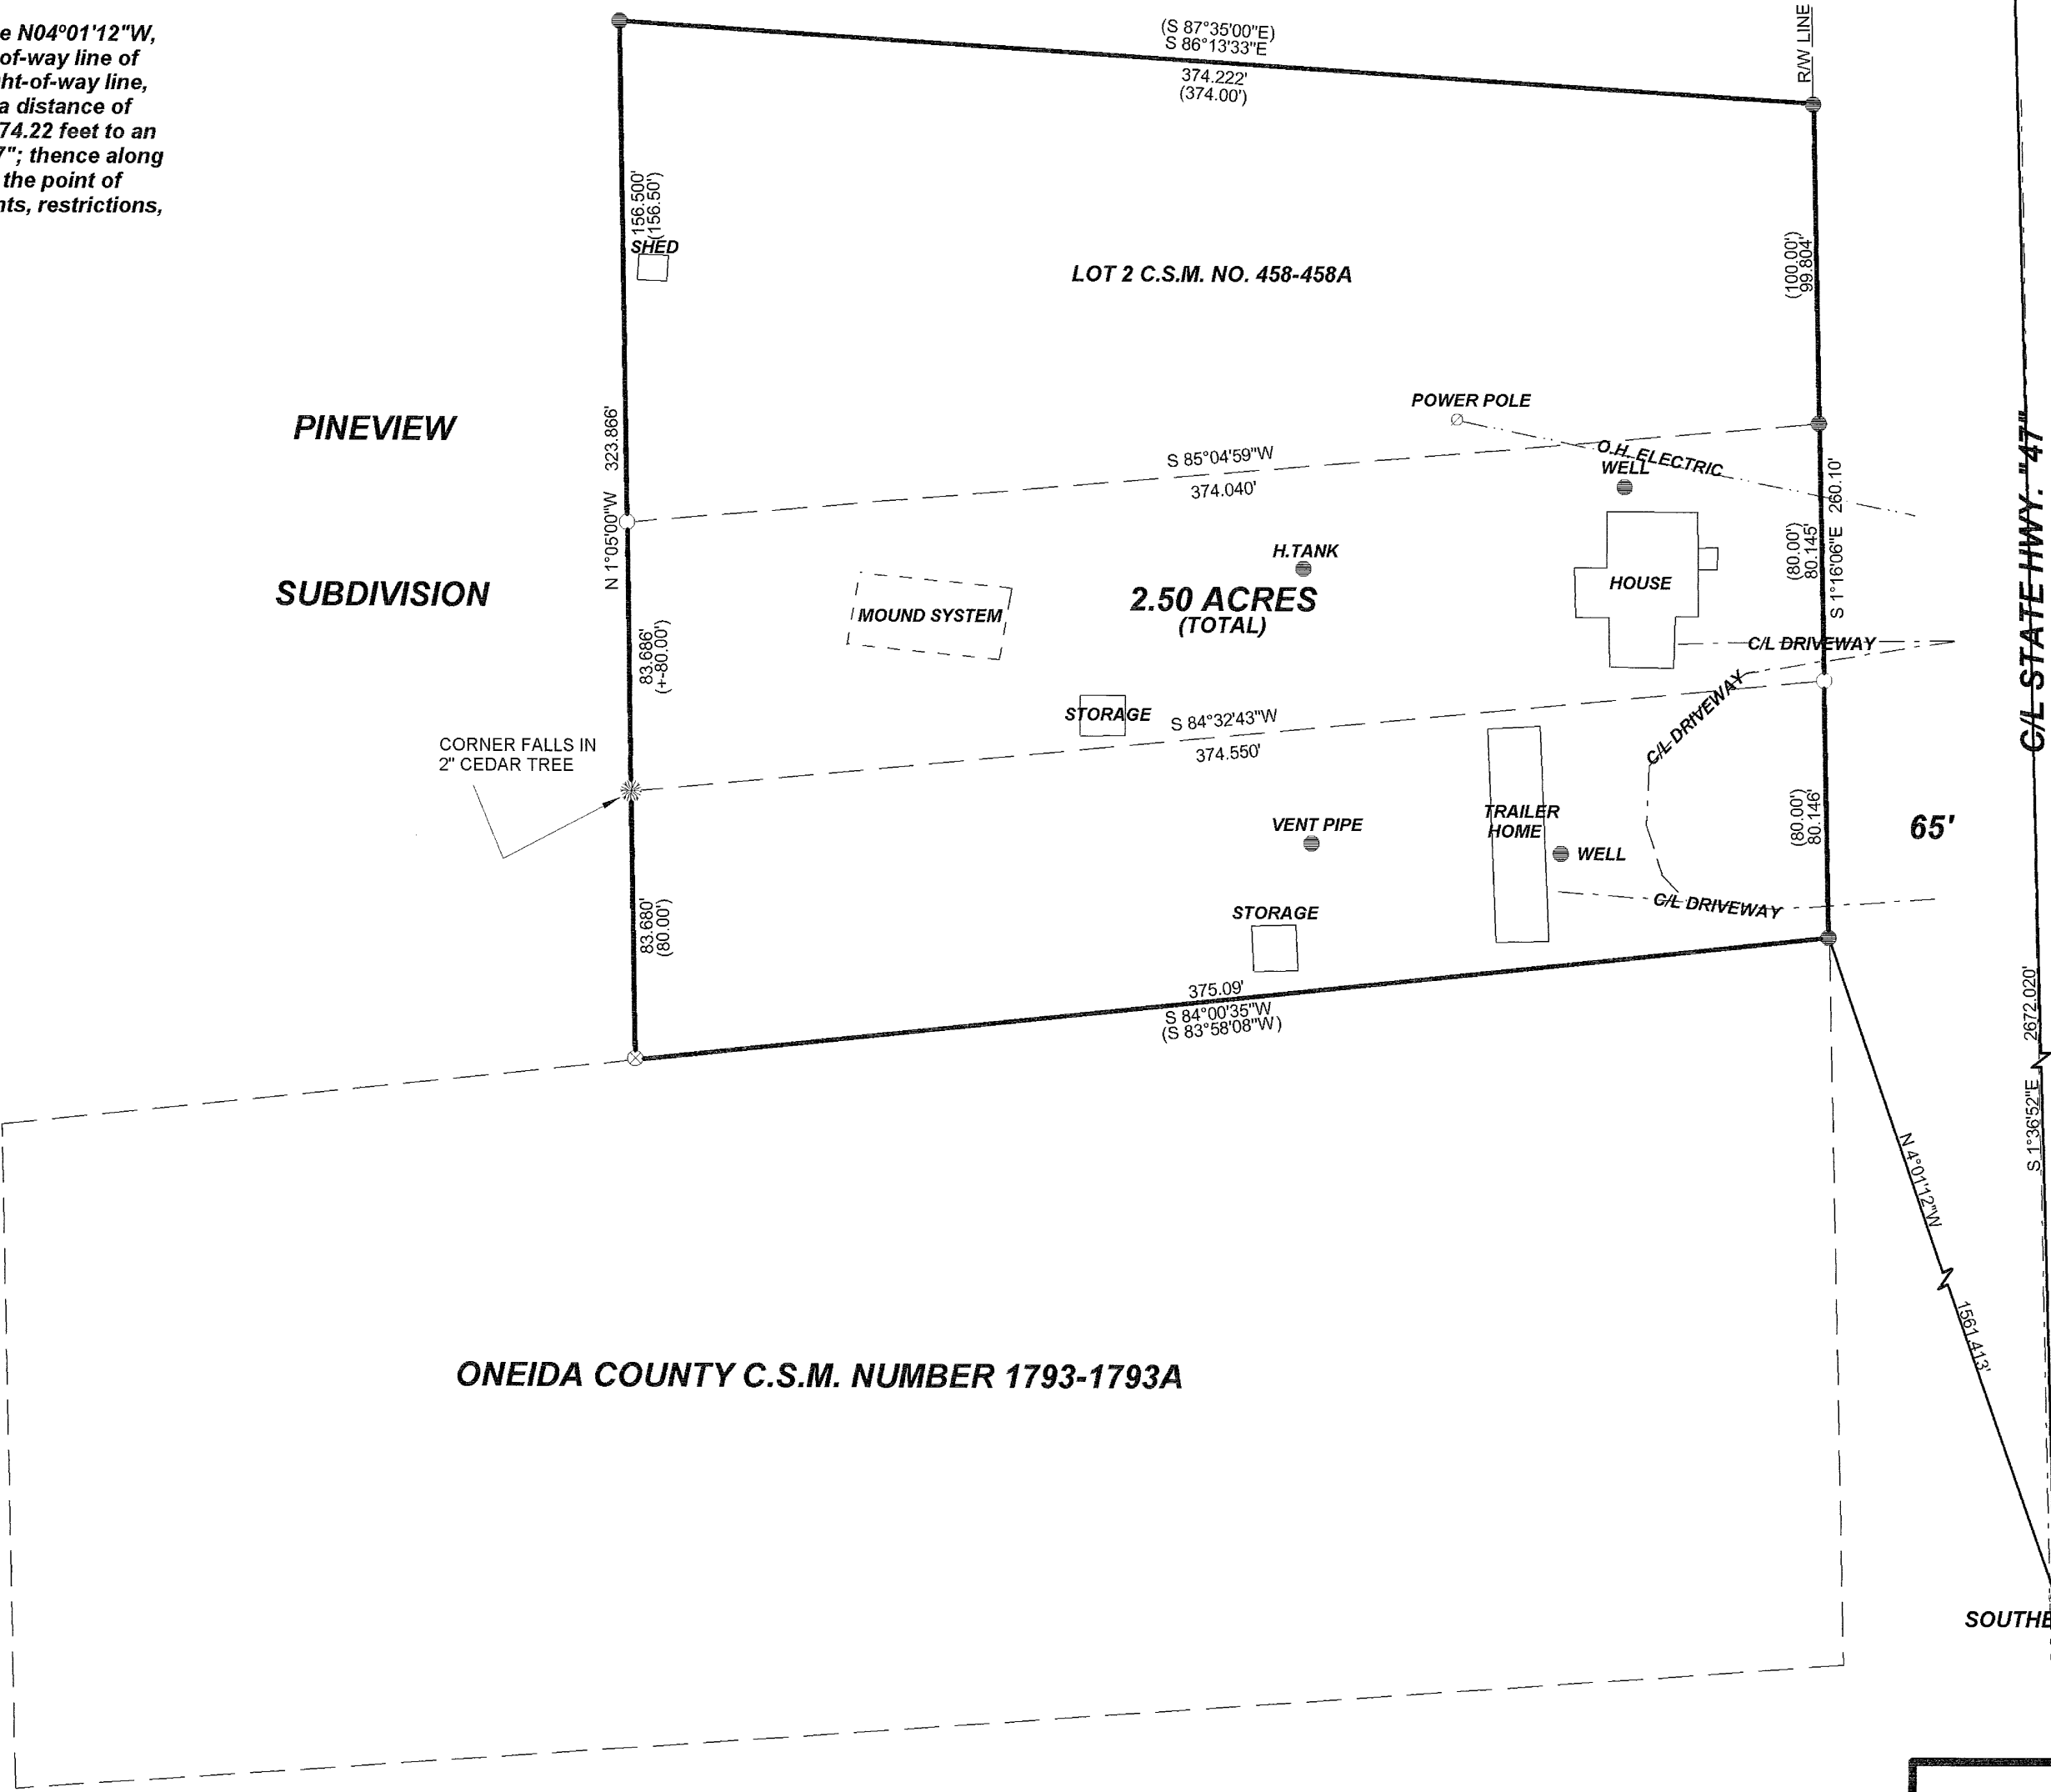 e N04º01'12"W,
of-way line of
ht-of-way line,
a distance of
74.22 feet to an
7"; thence along
the point of
nts, restrictions,
(S 87°35'00"E)
S 86°13'33"E
374.222'
(374.00')
R/W LINE
156.500'
(156.50')
SHED
LOT 2 C.S.M. NO. 458-458A
(100.00')
99.804'
PINEVIEW
SUBDIVISION
N 1°05'00"W 323.866'
POWER POLE
O.H. ELECTRIC
WELL
S 85°04'59"W
374.040'
C/L STATE HWY. "47"
S 1°16'06"E 260.10'
(80.00')
80.145'
H.TANK
2.50 ACRES
(TOTAL)
HOUSE
MOUND SYSTEM
83.686'
(+-80.00')
C/L DRIVEWAY
C/L DRIVEWAY
STORAGE
S 84°32'43"W
374.550'
CORNER FALLS IN
2" CEDAR TREE
VENT PIPE
TRAILER
HOME
WELL
(80.00')
80.146'
65'
C/L DRIVEWAY
STORAGE
83.680'
(80.00')
375.09'
S 84°00'35"W
(S 83°58'08"W)
S 1°36'52"E 2672.020'
N 4°01'12"W
1561.413'
ONEIDA COUNTY C.S.M. NUMBER 1793-1793A
SOUTHE